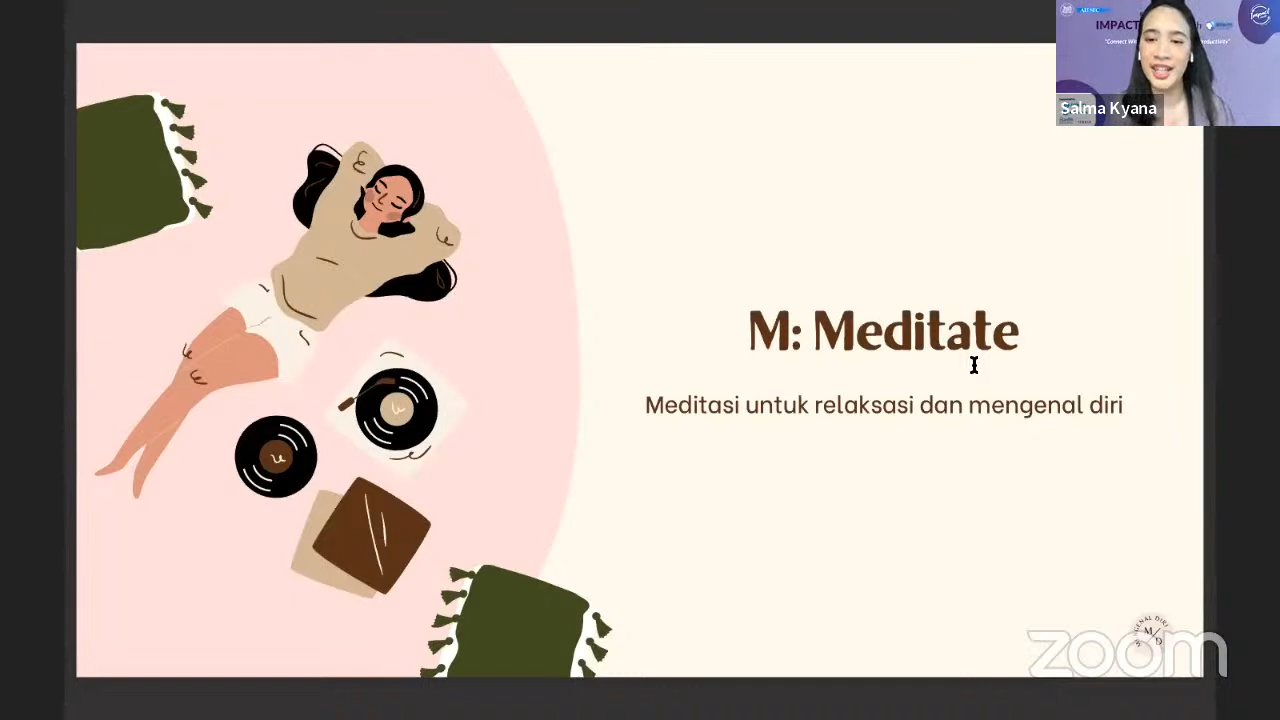 IMPACT
Salma Kyana
M: Meditate
Meditasi untuk relaksasi dan mengenal diri
zoom